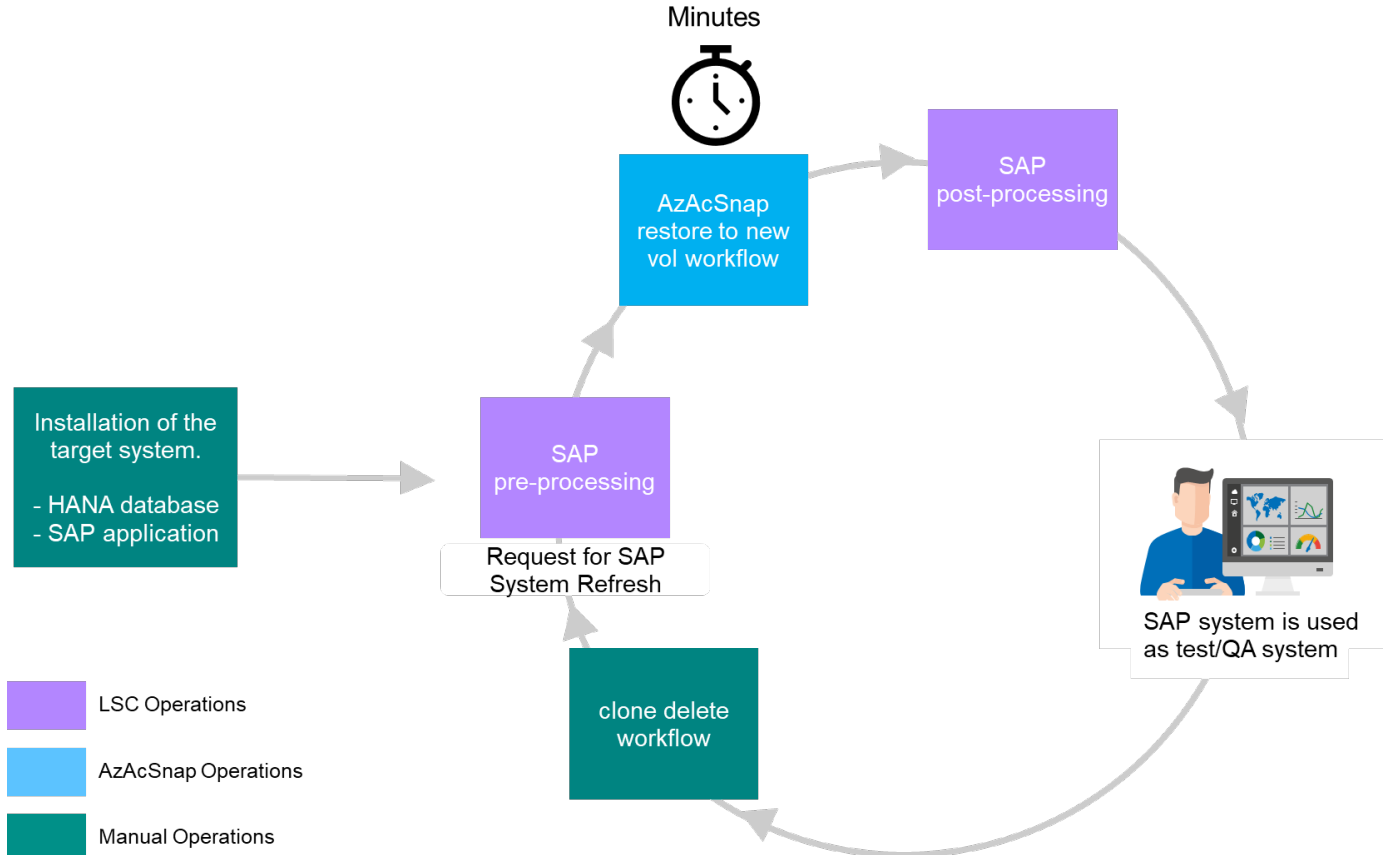 Minutes
AzAcSnap
restore to new
vol workflow
SAP
post-processing
Installation of the
target system.
- HANA database
- SAP application
SAP
pre-processing
Request for SAP
System Refresh
SAP system is used
as test/QA system
clone delete
workflow
LSC Operations
AzAcSnap Operations
Manual Operations